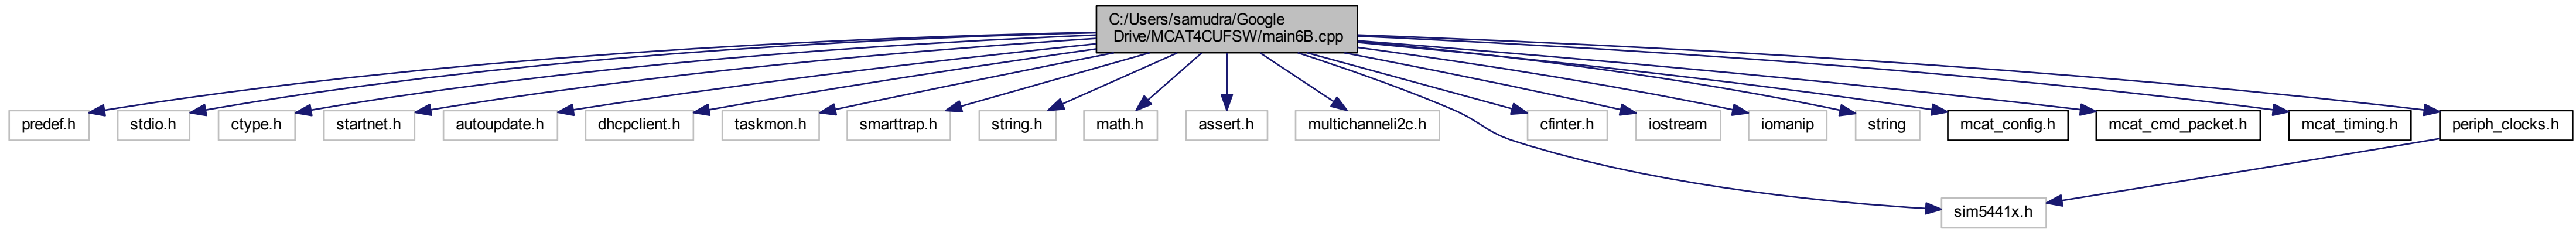 C:/Users/samudra/Google
Drive/MCAT4CUFSW/main6B.cpp
predef.h
stdio.h
ctype.h
startnet.h
autoupdate.h
dhcpclient.h
taskmon.h
smarttrap.h
string.h
math.h
assert.h
multichanneli2c.h
cfinter.h
iostream
iomanip
string
mcat_config.h
mcat_cmd_packet.h
mcat_timing.h
periph_clocks.h
sim5441x.h